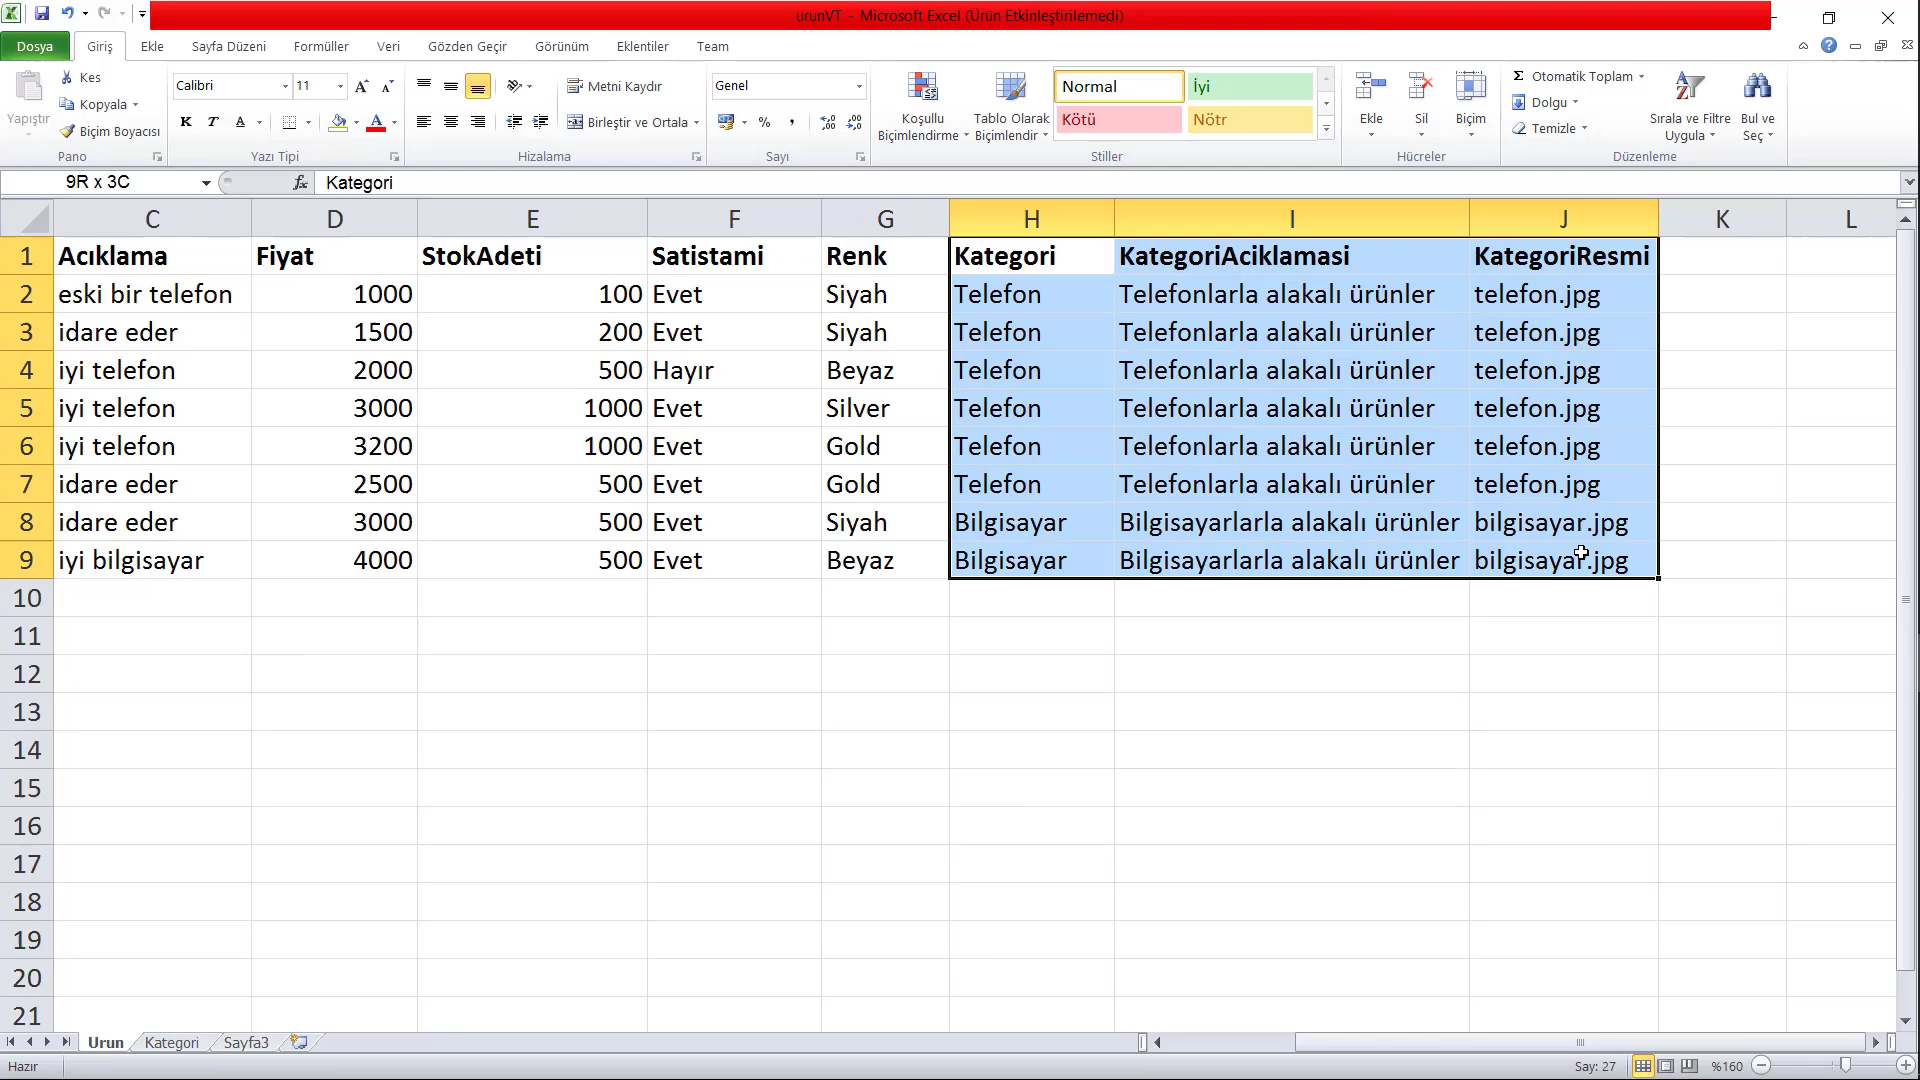 urunVT - Microsoft Excel (Ürün Etkinleştirilemedi)
Dosya Giriş Ekle Sayfa Düzeni Formüller Veri Gözden Geçir Görünüm Eklentiler Team
Yapıştır
Kes
Kopyala
Biçim Boyacısı
Pano
Calibri 11
K T A
Yazı Tipi
Metni Kaydır
Birleştir ve Ortala
Hizalama
Genel
Sayı
Koşullu Biçimlendirme
Tablo Olarak Biçimlendir
Normal İyi
Kötü Nötr
Stiller
Ekle Sil Biçim
Hücreler
Σ Otomatik Toplam
Dolgu
Temizle
Sırala ve Filtre Uygula
Bul ve Seç
Düzenleme
9R x 3C fx Kategori
C D E F G H I J K L
1 Acıklama Fiyat StokAdeti Satistami Renk Kategori KategoriAciklamasi KategoriResmi
2 eski bir telefon 1000 100 Evet Siyah Telefon Telefonlarla alakalı ürünler telefon.jpg
3 idare eder 1500 200 Evet Siyah Telefon Telefonlarla alakalı ürünler telefon.jpg
4 iyi telefon 2000 500 Hayır Beyaz Telefon Telefonlarla alakalı ürünler telefon.jpg
5 iyi telefon 3000 1000 Evet Silver Telefon Telefonlarla alakalı ürünler telefon.jpg
6 iyi telefon 3200 1000 Evet Gold Telefon Telefonlarla alakalı ürünler telefon.jpg
7 idare eder 2500 500 Evet Gold Telefon Telefonlarla alakalı ürünler telefon.jpg
8 idare eder 3000 500 Evet Siyah Bilgisayar Bilgisayarlarla alakalı ürünler bilgisayar.jpg
9 iyi bilgisayar 4000 500 Evet Beyaz Bilgisayar Bilgisayarlarla alakalı ürünler bilgisayar.jpg
10
11
12
13
14
15
16
17
18
19
20
21
Urun Kategori Sayfa3
Hazır Say: 27 %160